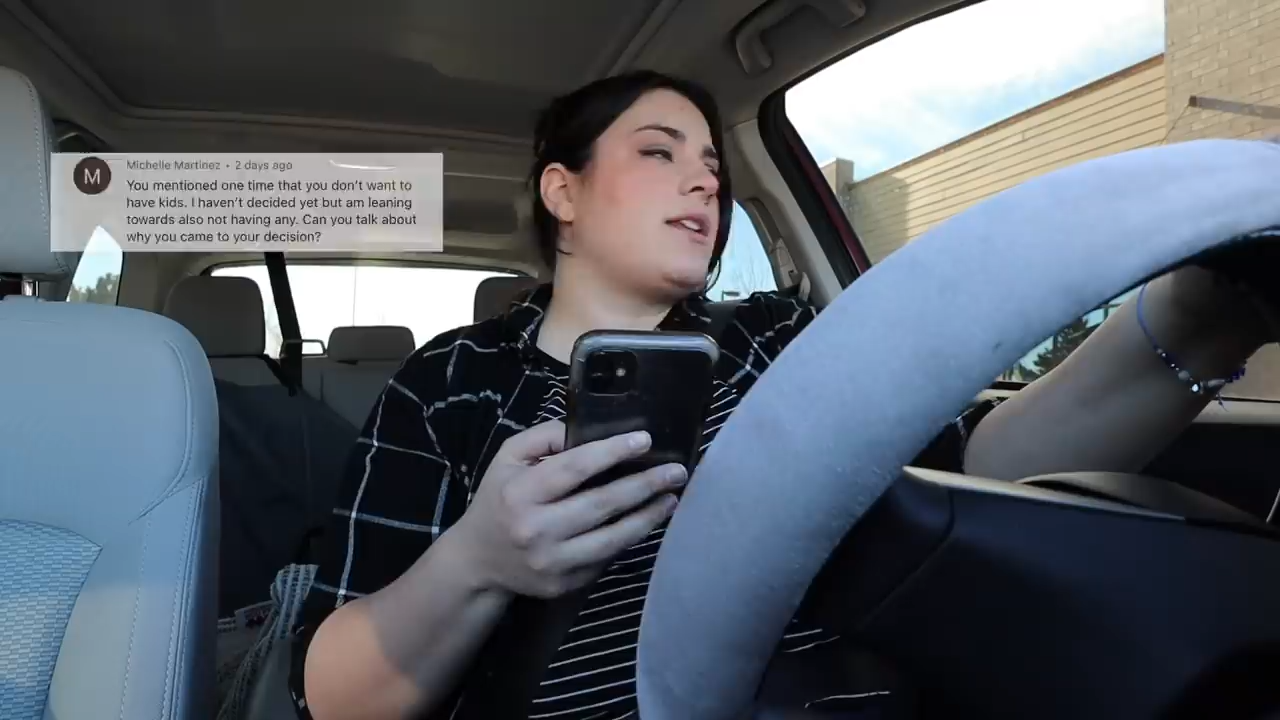 M
Michelle Martinez • 2 days ago
You mentioned one time that you don't want to
have kids. I haven't decided yet but am leaning
towards also not having any. Can you talk about
why you came to your decision?